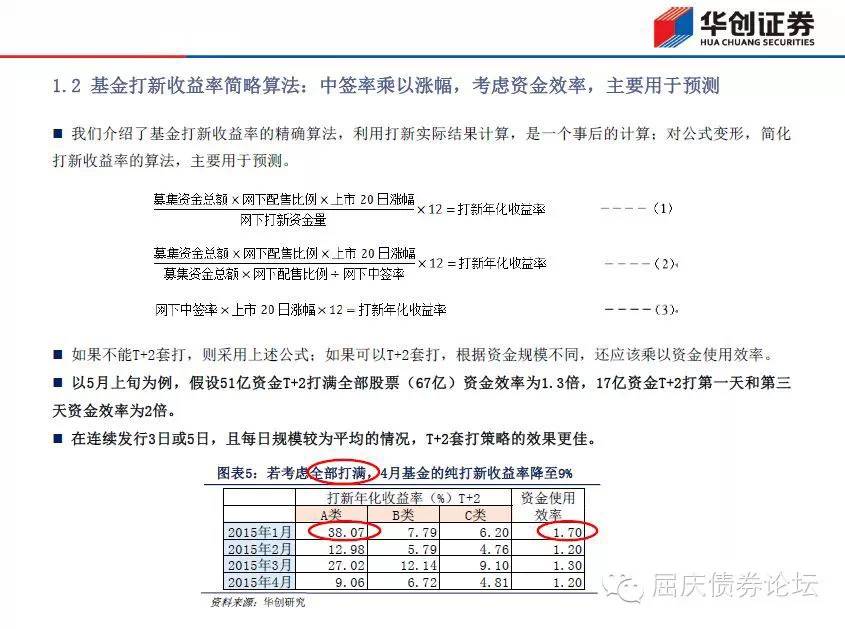 华创证券
HUA CHUANG SECURITIES
1.2 基金打新收益率简略算法：中签率乘以涨幅，考虑资金效率，主要用于预测
■ 我们介绍了基金打新收益率的精确算法，利用打新实际结果计算，是一个事后的计算；对公式变形，简化
打新收益率的算法，主要用于预测。
募集资金总额×网下配售比例×上市 20 日涨幅
网下打新资金量
×12＝打新年化收益率 －－－－（1）
募集资金总额×网下配售比例×上市 20 日涨幅
募集资金总额×网下配售比例÷网下中签率
×12＝打新年化收益率 －－－－（2）
网下中签率×上市 20 日涨幅×12＝打新年化收益率 －－－－（3）
■ 如果不能T+2套打，则采用上述公式；如果可以T+2套打，根据资金规模不同，还应该乘以资金使用效率。
■ 以5月上旬为例，假设51亿资金T+2打满全部股票（67亿）资金效率为1.3倍，17亿资金T+2打第一天和第三
天资金效率为2倍。
■ 在连续发行3日或5日，且每日规模较为平均的情况，T+2套打策略的效果更佳。
图表5：若考虑全部打满，4月基金的纯打新收益率降至9%
打新年化收益率（%）T+2 资金使用
效率
A类 B类 C类
2015年1月 38.07 7.79 6.20 1.70
2015年2月 12.98 5.79 4.76 1.20
2015年3月 27.02 12.14 9.10 1.30
2015年4月 9.06 6.72 4.81 1.20
资料来源：华创研究
屈庆债券论坛